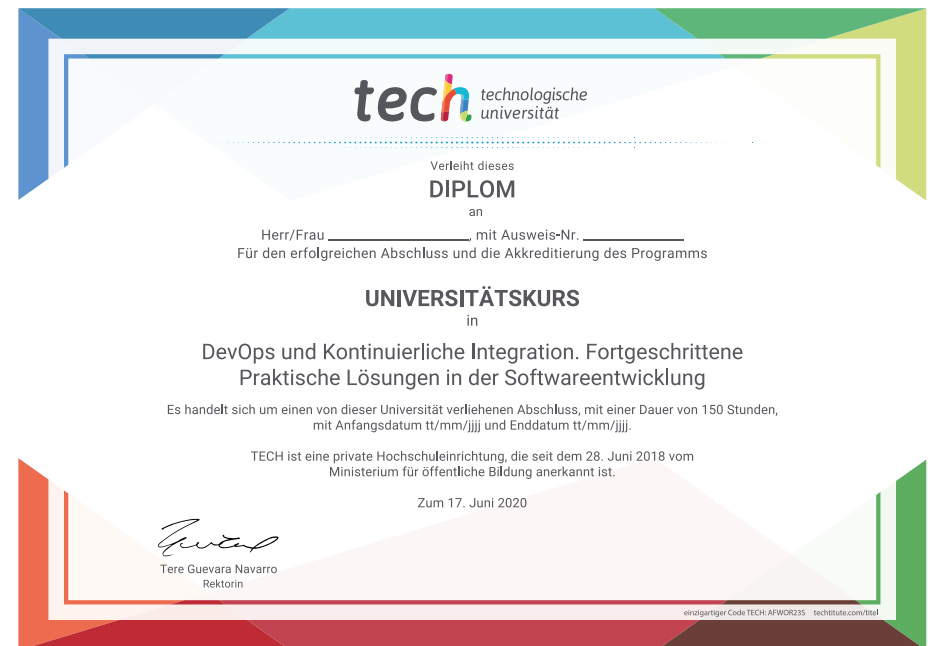 tech technologische
universität
Verleiht dieses
DIPLOM
an
Herr/Frau ________________, mit Ausweis-Nr. ____________
Für den erfolgreichen Abschluss und die Akkreditierung des Programms
UNIVERSITÄTSKURS
in
DevOps und Kontinuierliche Integration. Fortgeschrittene
Praktische Lösungen in der Softwareentwicklung
Es handelt sich um einen von dieser Universität verliehenen Abschluss, mit einer Dauer von 150 Stunden,
mit Anfangsdatum tt/mm/jjjj und Enddatum tt/mm/jjjj.
TECH ist eine private Hochschuleinrichtung, die seit dem 28. Juni 2018 vom
Ministerium für öffentliche Bildung anerkannt ist.
Zum 17. Juni 2020
Tere Guevara Navarro
Rektorin
einzigartiger Code TECH: AFWOR23S techtitute.com/titel